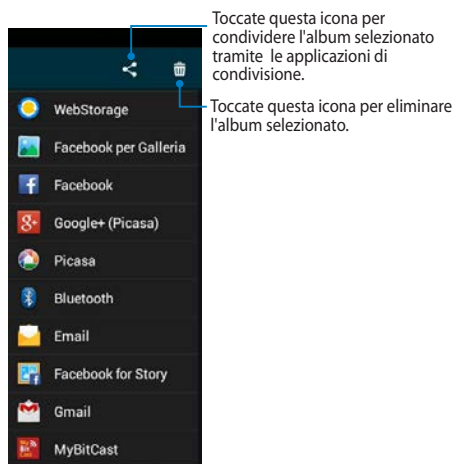 Toccate questa icona per
condividere l'album selezionato
tramite le applicazioni di
condivisione.
Toccate questa icona per eliminare
l'album selezionato.
WebStorage
Facebook per Galleria
Facebook
Google+ (Picasa)
Picasa
Bluetooth
Email
Facebook for Story
Gmail
MyBitCast